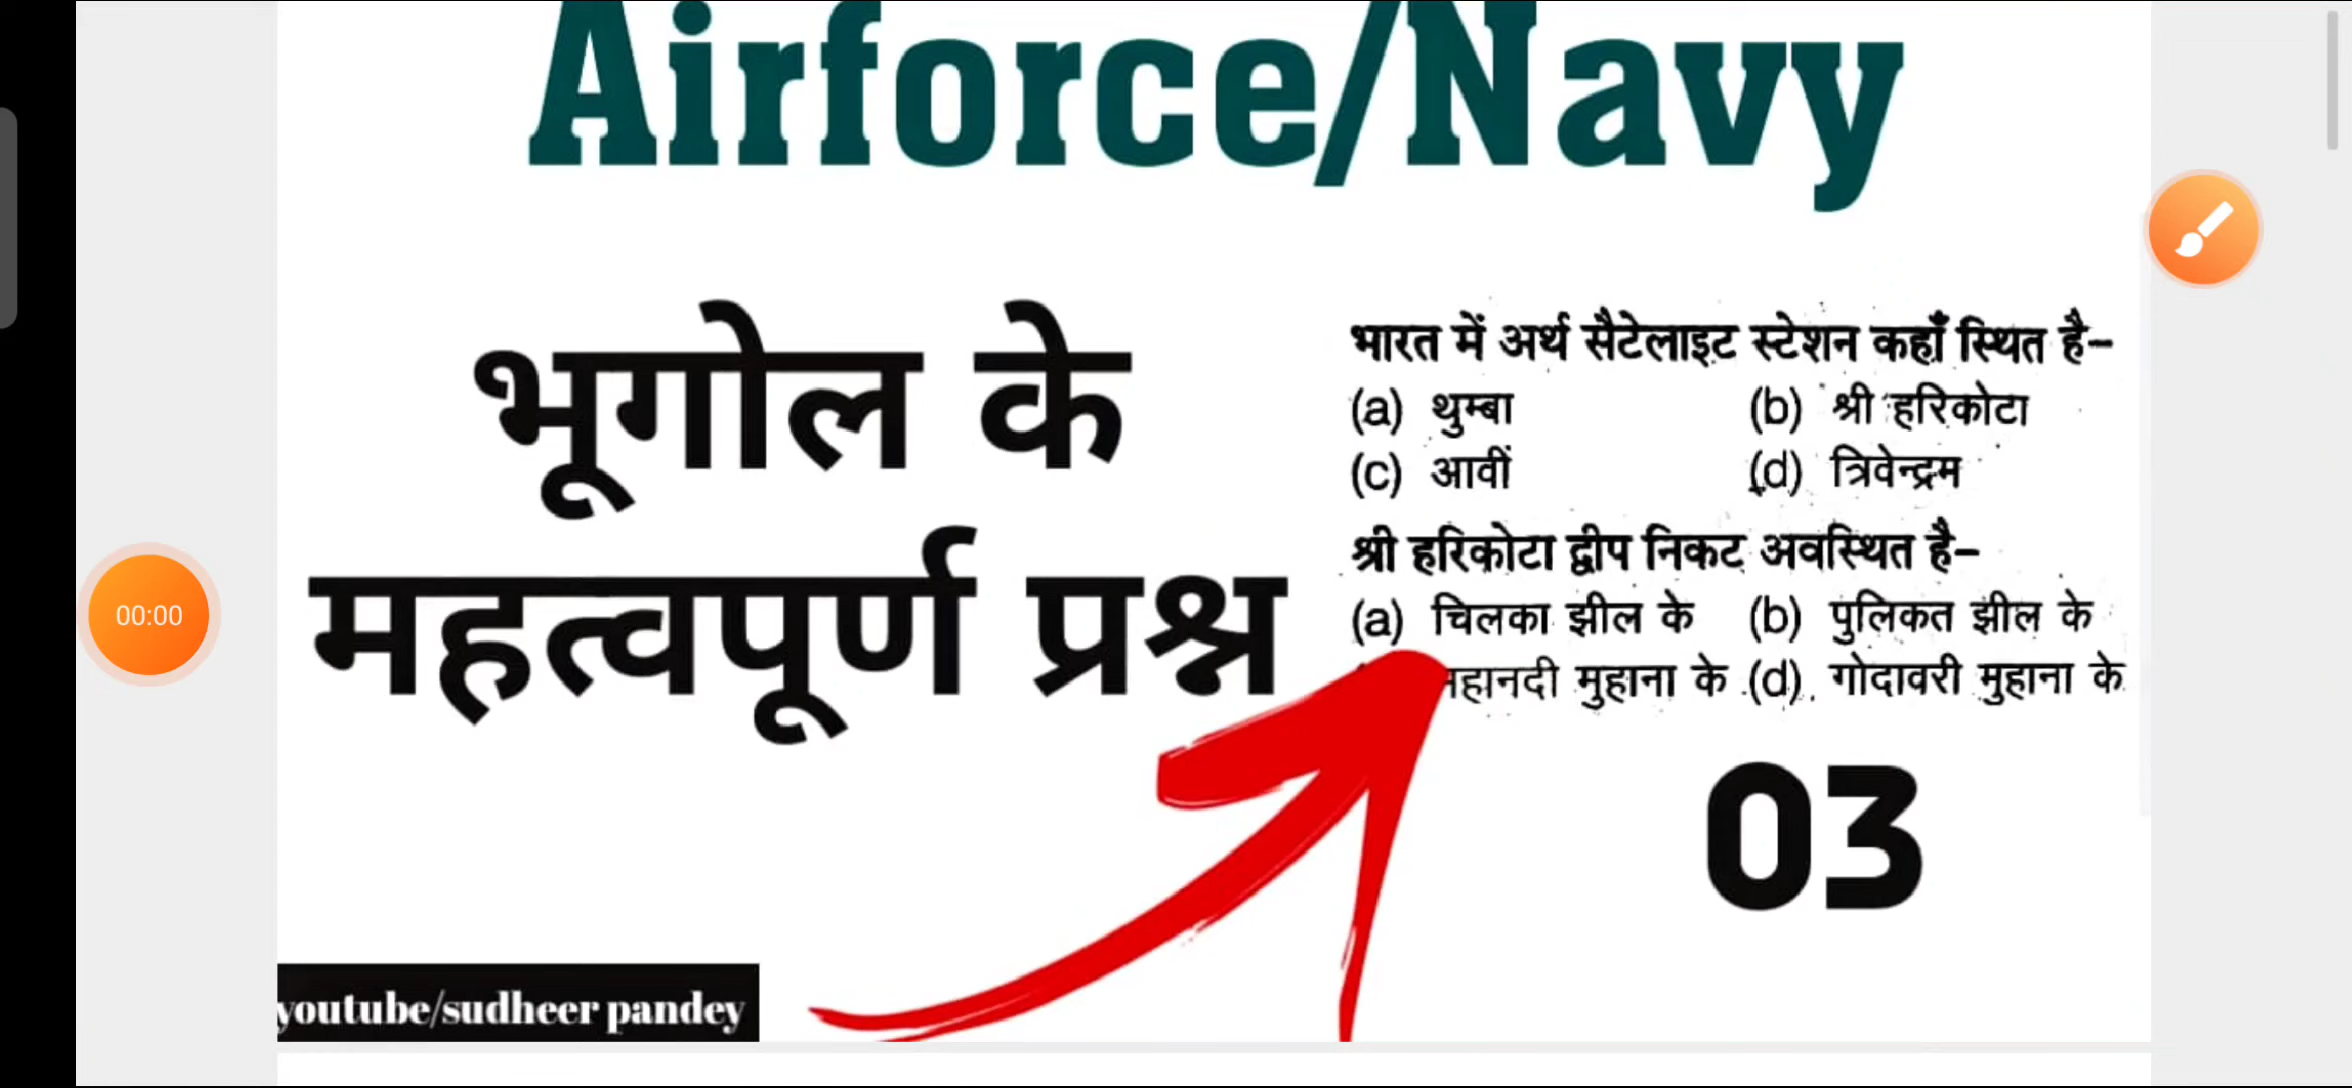 Airforce/Navy
भूगोल के
महत्वपूर्ण प्रश्न
भारत में अर्थ सैटेलाइट स्टेशन कहाँ स्थित है–
(a) थुम्बा (b) श्री हरिकोटा
(c) आर्वी (d) त्रिवेन्द्रम
श्री हरिकोटा द्वीप निकट अवस्थित है–
(a) चिलका झील के (b) पुलिकत झील के
मुहाना के (d) गोदावरी मुहाना के
03
00:00
youtube/sudheer pandey